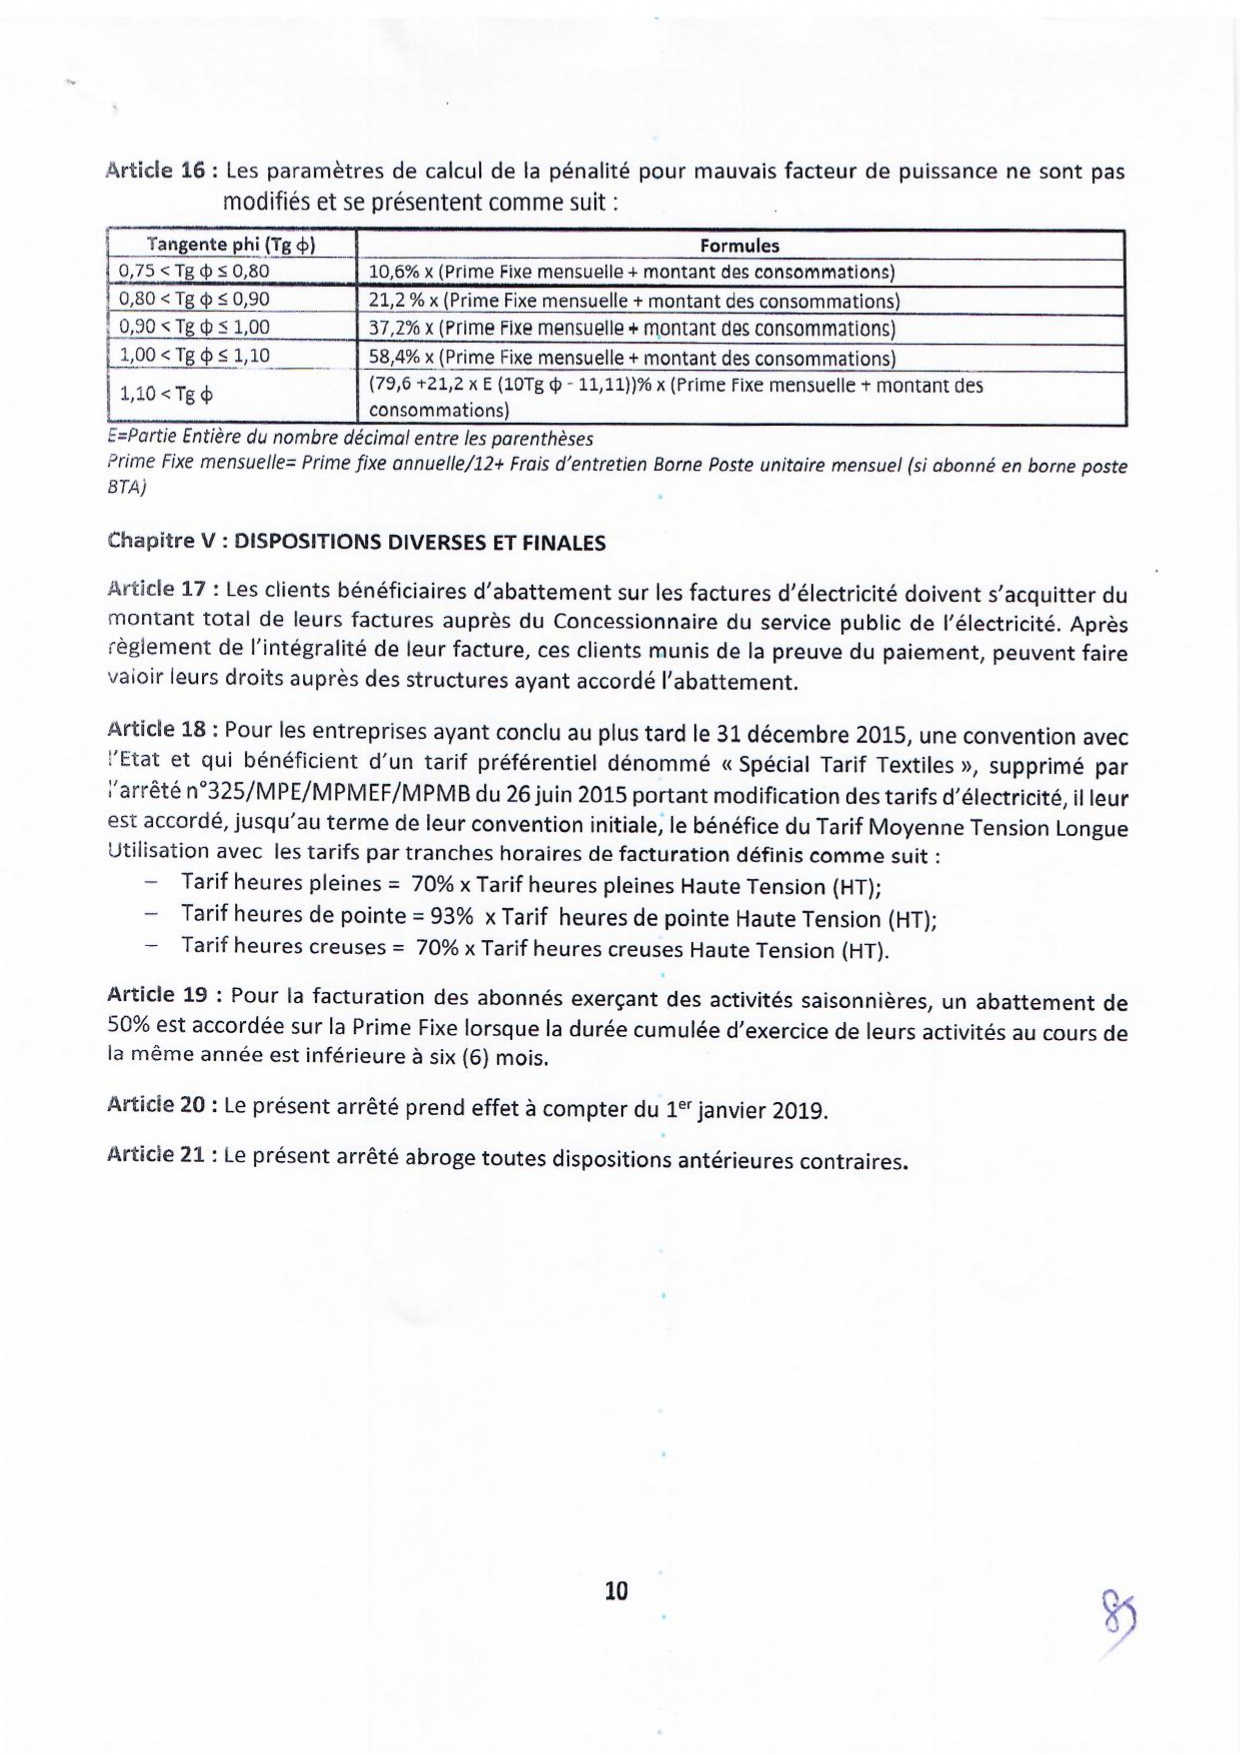 Article 16 : Les paramètres de calcul de la pénalité pour mauvais facteur de puissance ne sont pas
modifiés et se présentent comme suit :
Tangente phi (Tg ф) Formules
0,75 < Tg ф ≤ 0,80 10,6% x (Prime Fixe mensuelle + montant des consommations)
0,80 < Tg ф ≤ 0,90 21,2 % x (Prime Fixe mensuelle + montant des consommations)
0,90 < Tg ф ≤ 1,00 37,2% x (Prime Fixe mensuelle + montant des consommations)
1,00 < Tg ф ≤ 1,10 58,4% x (Prime Fixe mensuelle + montant des consommations)
1,10 < Tg ф (79,6 +21,2 x E (10Tg ф - 11,11))% x (Prime Fixe mensuelle + montant des
consommations)
E=Partie Entière du nombre décimal entre les parenthèses
Prime Fixe mensuelle= Prime fixe annuelle/12+ Frais d'entretien Borne Poste unitaire mensuel (si abonné en borne poste
BTA)
Chapitre V : DISPOSITIONS DIVERSES ET FINALES
Article 17 : Les clients bénéficiaires d'abattement sur les factures d'électricité doivent s'acquitter du
montant total de leurs factures auprès du Concessionnaire du service public de l'électricité. Après
règlement de l'intégralité de leur facture, ces clients munis de la preuve du paiement, peuvent faire
valoir leurs droits auprès des structures ayant accordé l'abattement.
Article 18 : Pour les entreprises ayant conclu au plus tard le 31 décembre 2015, une convention avec
l'Etat et qui bénéficient d'un tarif préférentiel dénommé « Spécial Tarif Textiles », supprimé par
l'arrêté n°325/MPE/MPMEF/MPMB du 26 juin 2015 portant modification des tarifs d'électricité, il leur
est accordé, jusqu'au terme de leur convention initiale, le bénéfice du Tarif Moyenne Tension Longue
Utilisation avec les tarifs par tranches horaires de facturation définis comme suit :
– Tarif heures pleines = 70% x Tarif heures pleines Haute Tension (HT);
– Tarif heures de pointe = 93% x Tarif heures de pointe Haute Tension (HT);
– Tarif heures creuses = 70% x Tarif heures creuses Haute Tension (HT).
Article 19 : Pour la facturation des abonnés exerçant des activités saisonnières, un abattement de
50% est accordée sur la Prime Fixe lorsque la durée cumulée d'exercice de leurs activités au cours de
la même année est inférieure à six (6) mois.
Article 20 : Le présent arrêté prend effet à compter du 1er janvier 2019.
Article 21 : Le présent arrêté abroge toutes dispositions antérieures contraires.
10